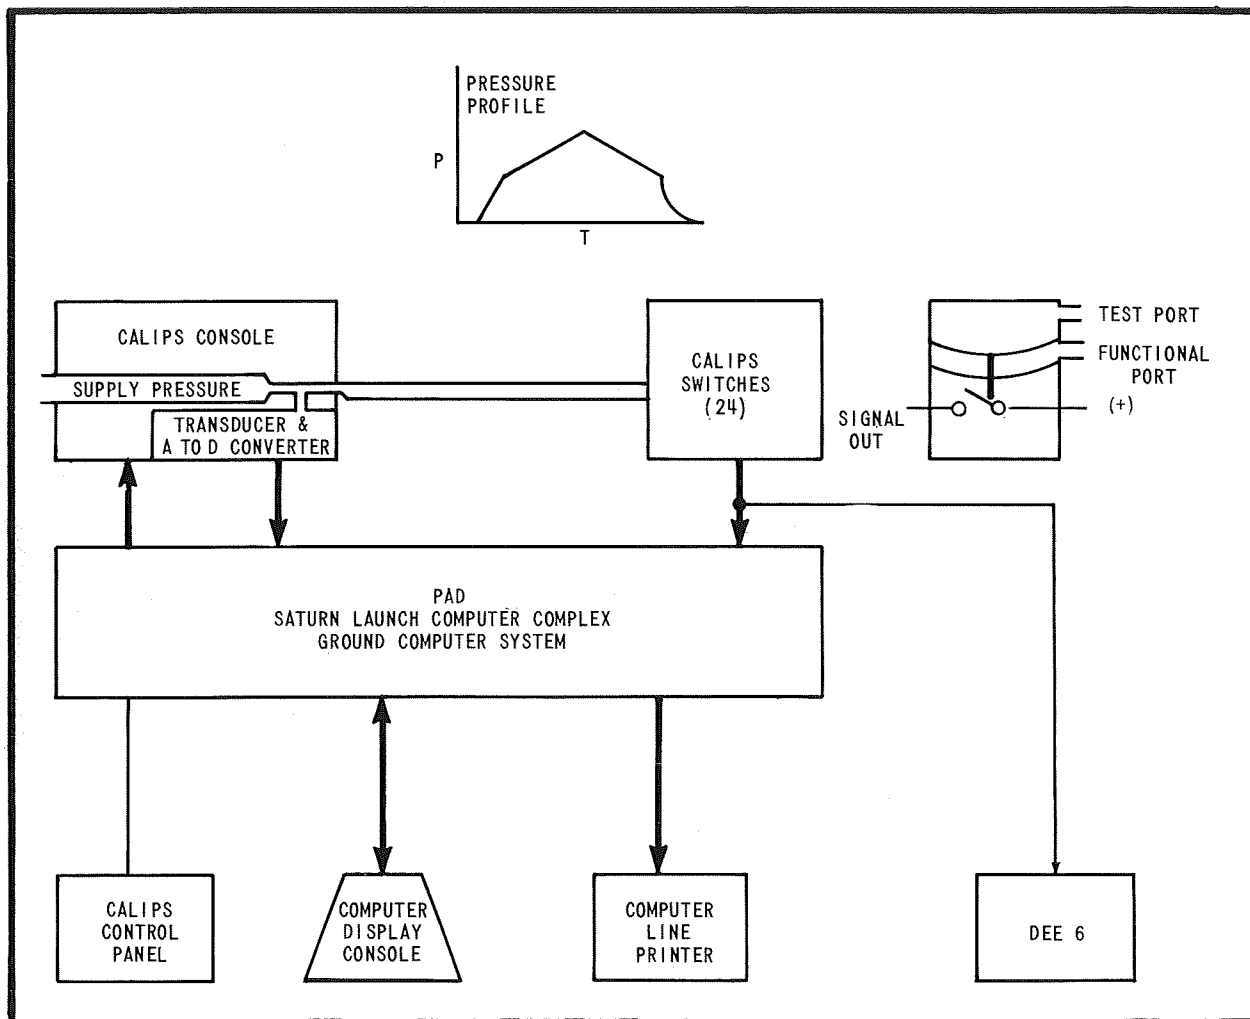 PRESSURE
PROFILE
P
T
CALIPS CONSOLE
SUPPLY PRESSURE
TRANSDUCER &
A TO D CONVERTER
CALIPS
SWITCHES
(24)
TEST PORT
FUNCTIONAL
PORT
(+)
SIGNAL
OUT
PAD
SATURN LAUNCH COMPUTER COMPLEX
GROUND COMPUTER SYSTEM
CALIPS
CONTROL
PANEL
COMPUTER
DISPLAY
CONSOLE
COMPUTER
LINE
PRINTER
DEE 6